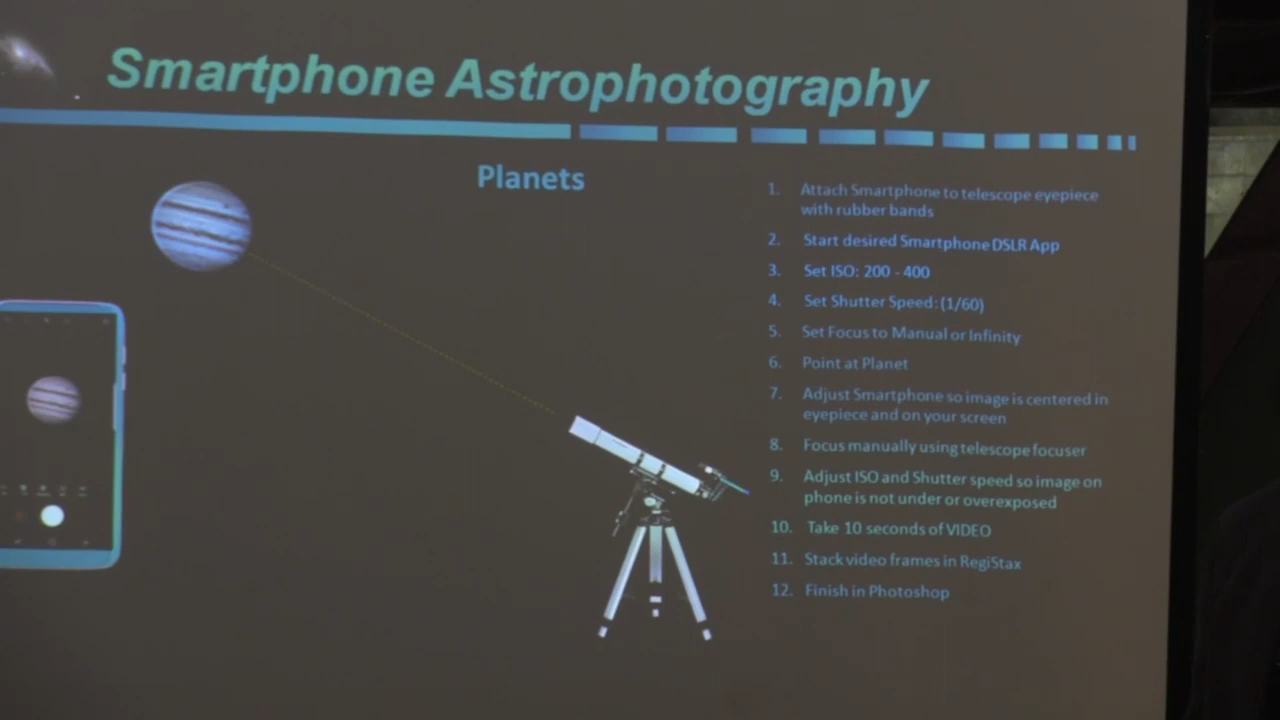 Smartphone Astrophotography
Planets
1. Attach Smartphone to telescope eyepiece
with rubber bands
2. Start desired Smartphone DSLR App
3. Set ISO: 200 - 400
4. Set Shutter Speed: (1/60)
5. Set Focus to Manual or Infinity
6. Point at Planet
7. Adjust Smartphone so image is centered in
eyepiece and on your screen
8. Focus manually using telescope focuser
9. Adjust ISO and Shutter speed so image on
phone is not under or overexposed
10. Take 10 seconds of VIDEO
11. Stack video frames in RegiStax
12. Finish in Photoshop